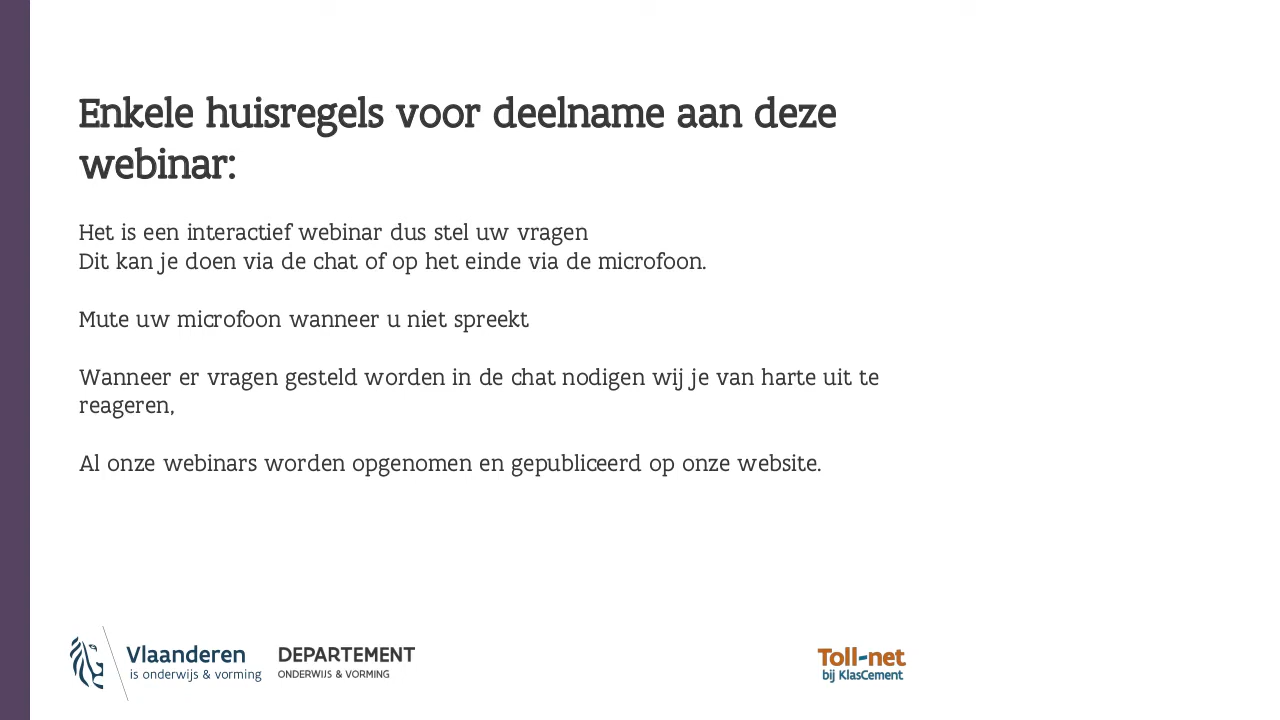 Enkele huisregels voor deelname aan deze
webinar:
Het is een interactief webinar dus stel uw vragen
Dit kan je doen via de chat of op het einde via de microfoon.
Mute uw microfoon wanneer u niet spreekt
Wanneer er vragen gesteld worden in de chat nodigen wij je van harte uit te
reageren,
Al onze webinars worden opgenomen en gepubliceerd op onze website.
Vlaanderen
is onderwijs & vorming
DEPARTEMENT
ONDERWIJS & VORMING
Toll-net
bij KlasCement